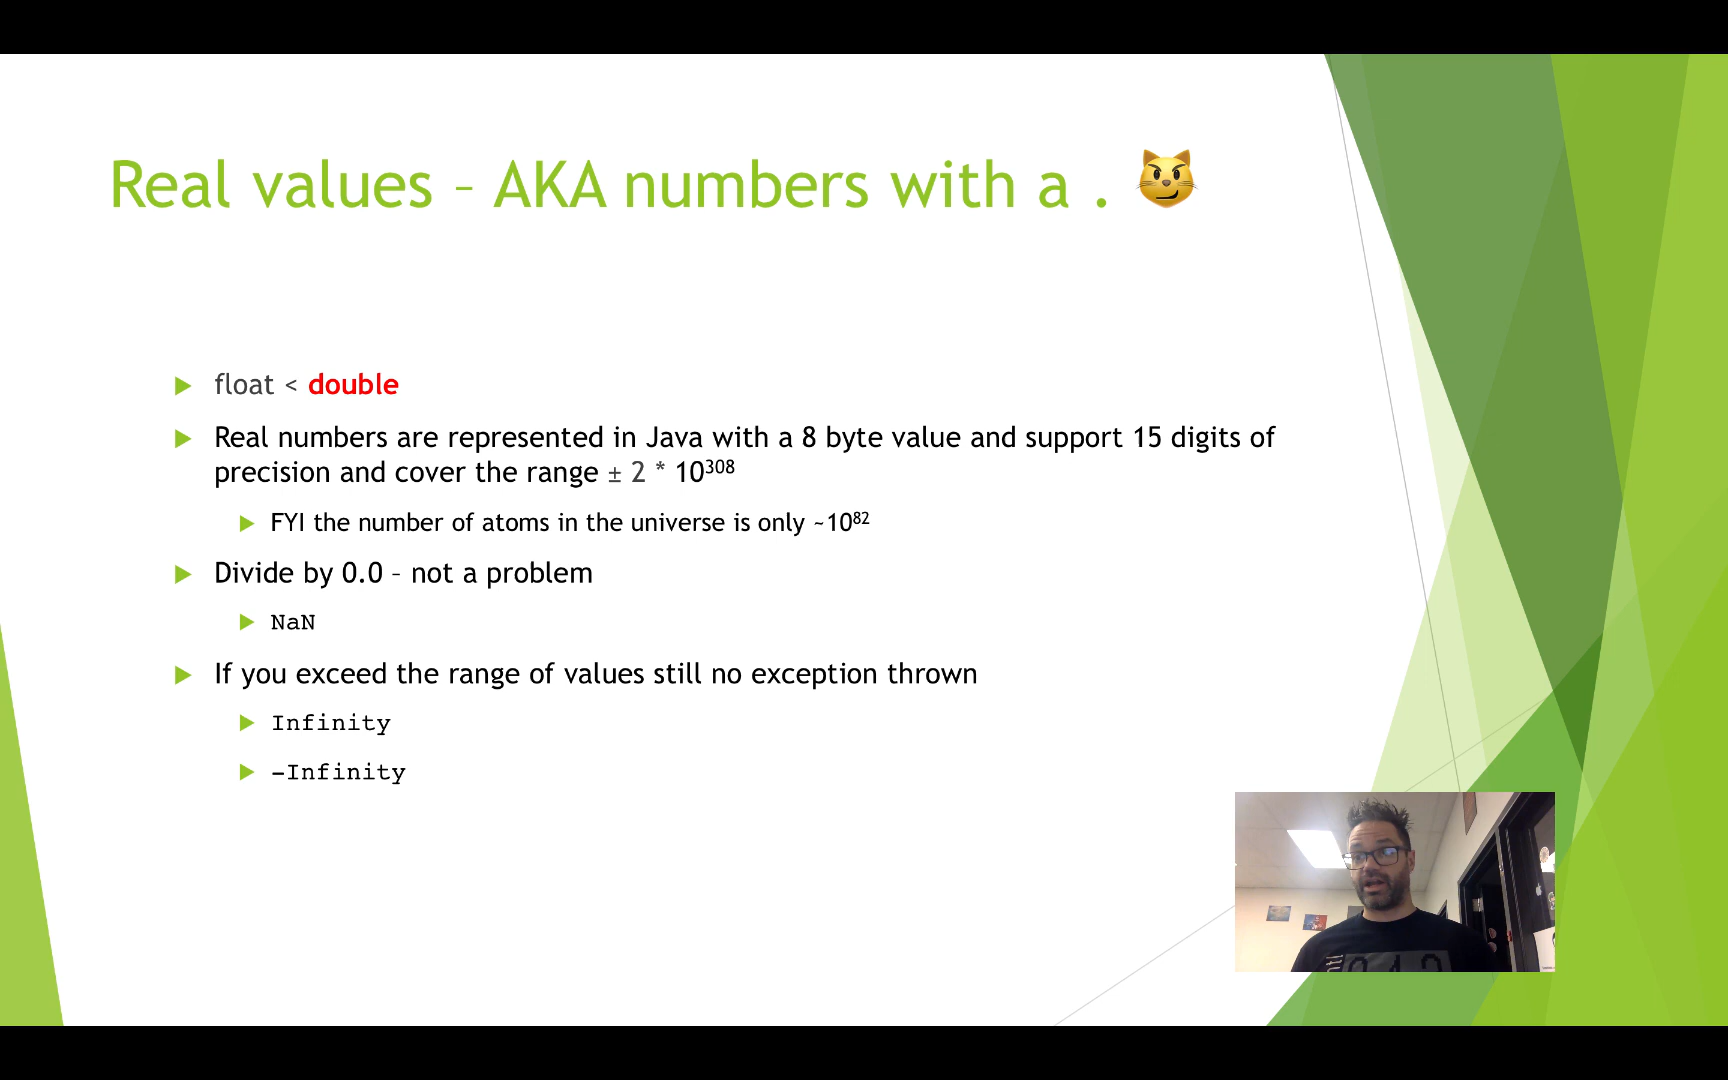 Real values – AKA numbers with a . 😼
float < double
Real numbers are represented in Java with a 8 byte value and support 15 digits of
precision and cover the range ± 2 * 10³⁰⁸
FYI the number of atoms in the universe is only ~10⁸²
Divide by 0.0 – not a problem
NaN
If you exceed the range of values still no exception thrown
Infinity
-Infinity